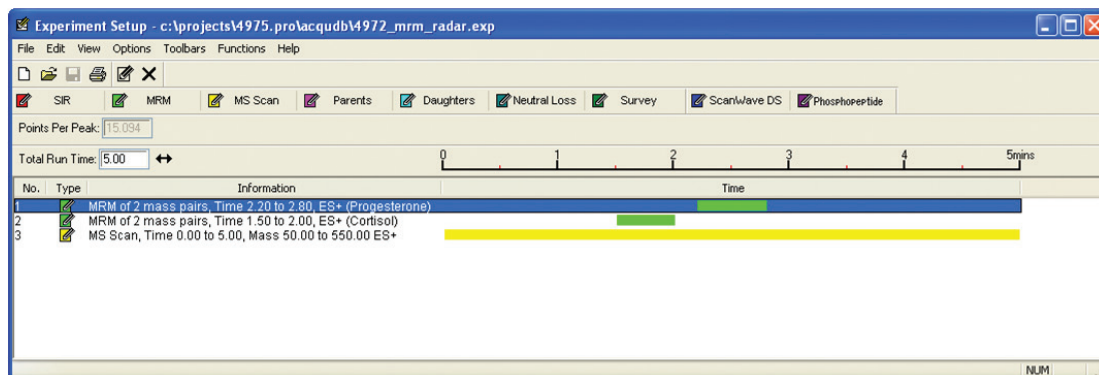 Experiment Setup - c:\projects\4975.pro\acqudb\4972_mrm_radar.exp
File Edit View Options Toolbars Functions Help
SIR MRM MS Scan Parents Daughters Neutral Loss Survey ScanWave DS Phosphopeptide
Points Per Peak: 15.094
Total Run Time: 5.00 0 1 2 3 4 5mins
No. Type Information Time
1 MRM of 2 mass pairs, Time 2.20 to 2.80, ES+ (Progesterone)
2 MRM of 2 mass pairs, Time 1.50 to 2.00, ES+ (Cortisol)
3 MS Scan, Time 0.00 to 5.00, Mass 50.00 to 550.00 ES+
NUM